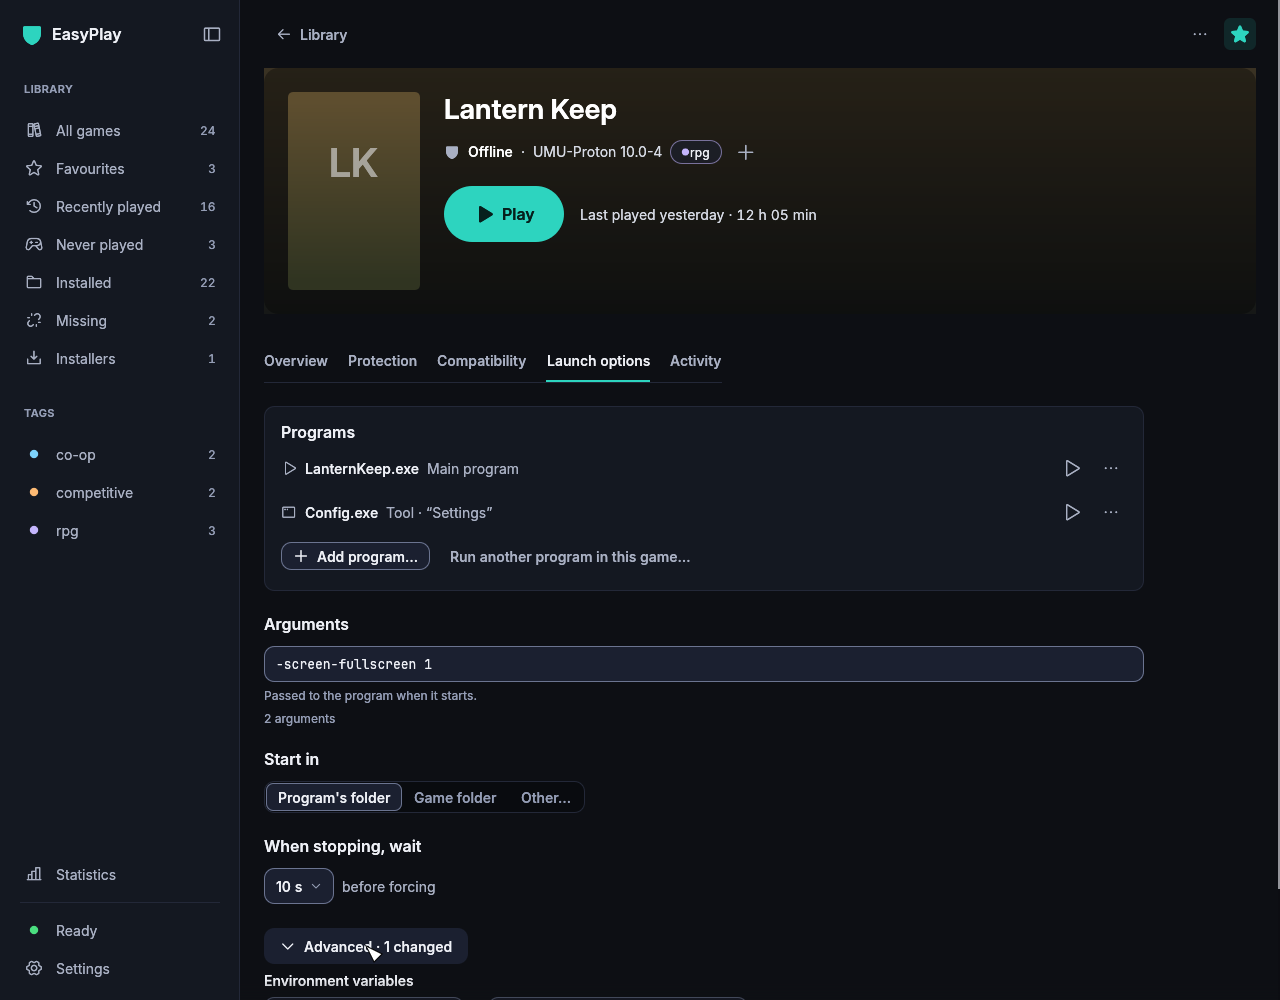 EasyPlay
LIBRARY
All games 24
Favourites 3
Recently played 16
Never played 3
Installed 22
Missing 2
Installers 1
TAGS
co-op 2
competitive 2
rpg 3
Statistics
Ready
Settings
Library
LK
Lantern Keep
Offline · UMU-Proton 10.0-4 rpg
Play
Last played yesterday · 12 h 05 min
Overview Protection Compatibility Launch options Activity
Programs
LanternKeep.exe Main program
Config.exe Tool · “Settings”
Add program... Run another program in this game...
Arguments
-screen-fullscreen 1
Passed to the program when it starts.
2 arguments
Start in
Program's folder Game folder Other...
When stopping, wait
10 s before forcing
Advanced · 1 changed
Environment variables